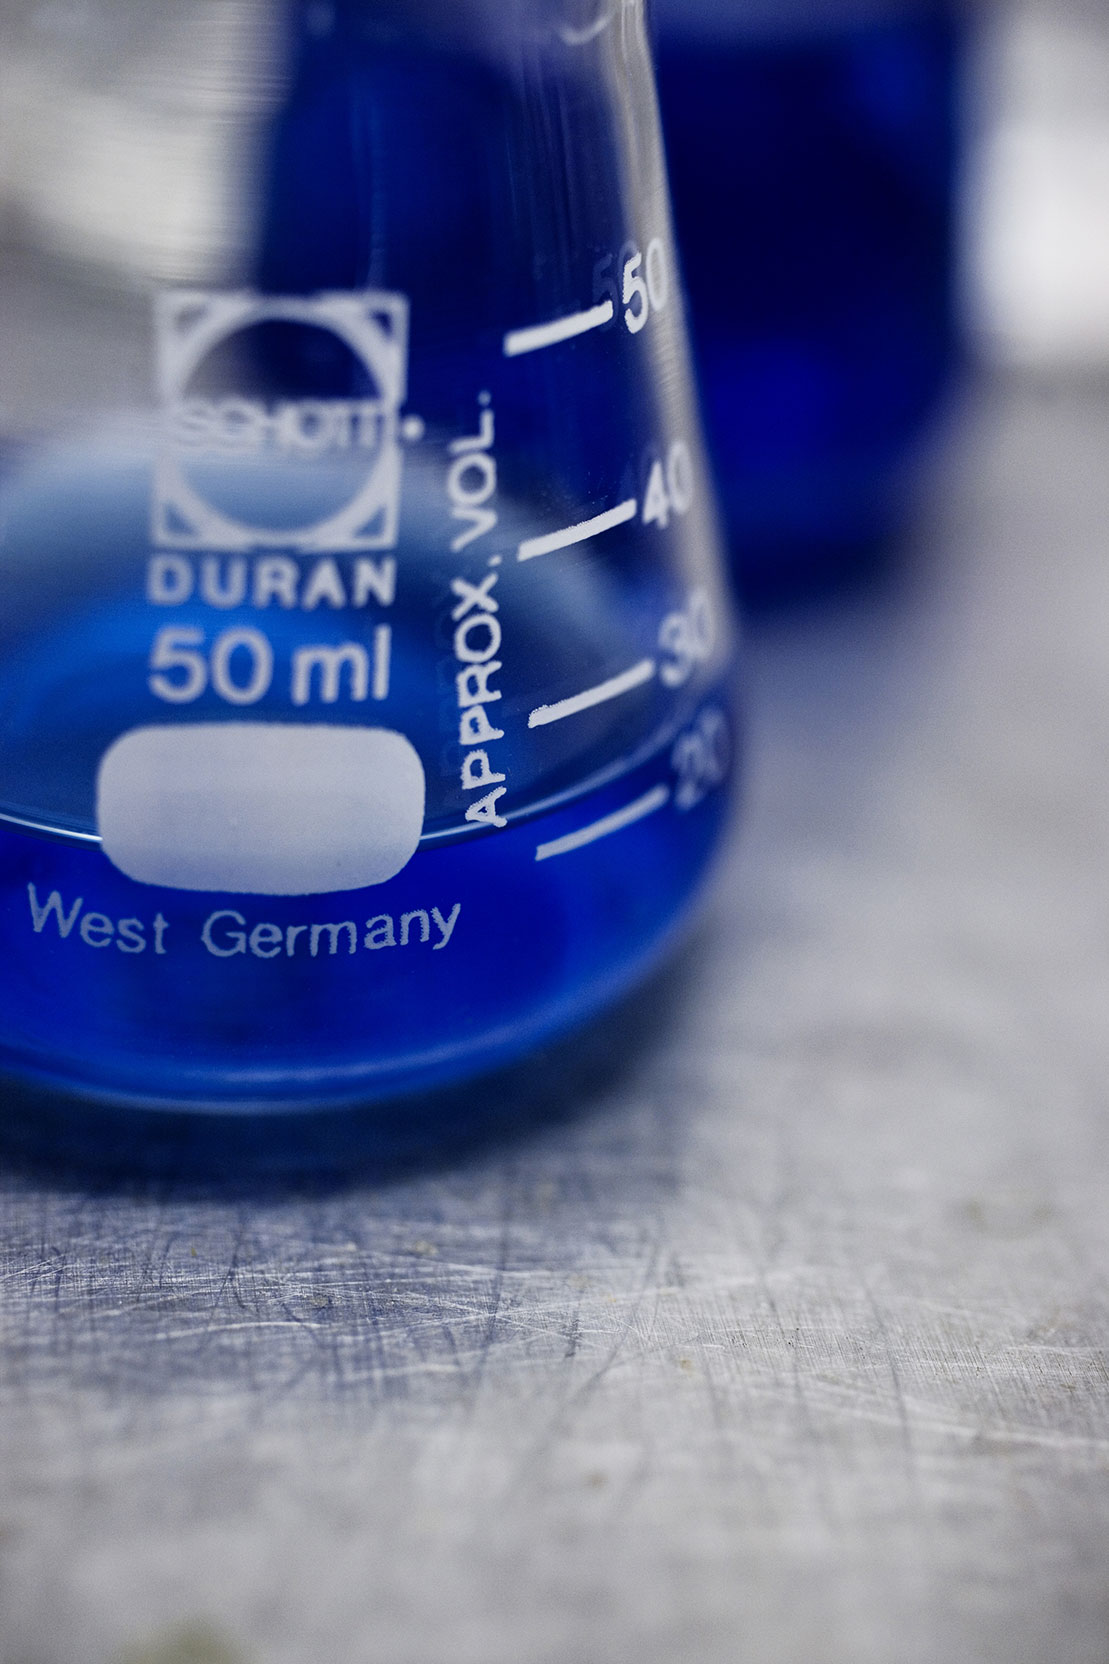 SCHOTT
DURAN
50 ml
West Germany
APPROX. VOL.
50
40
30
20